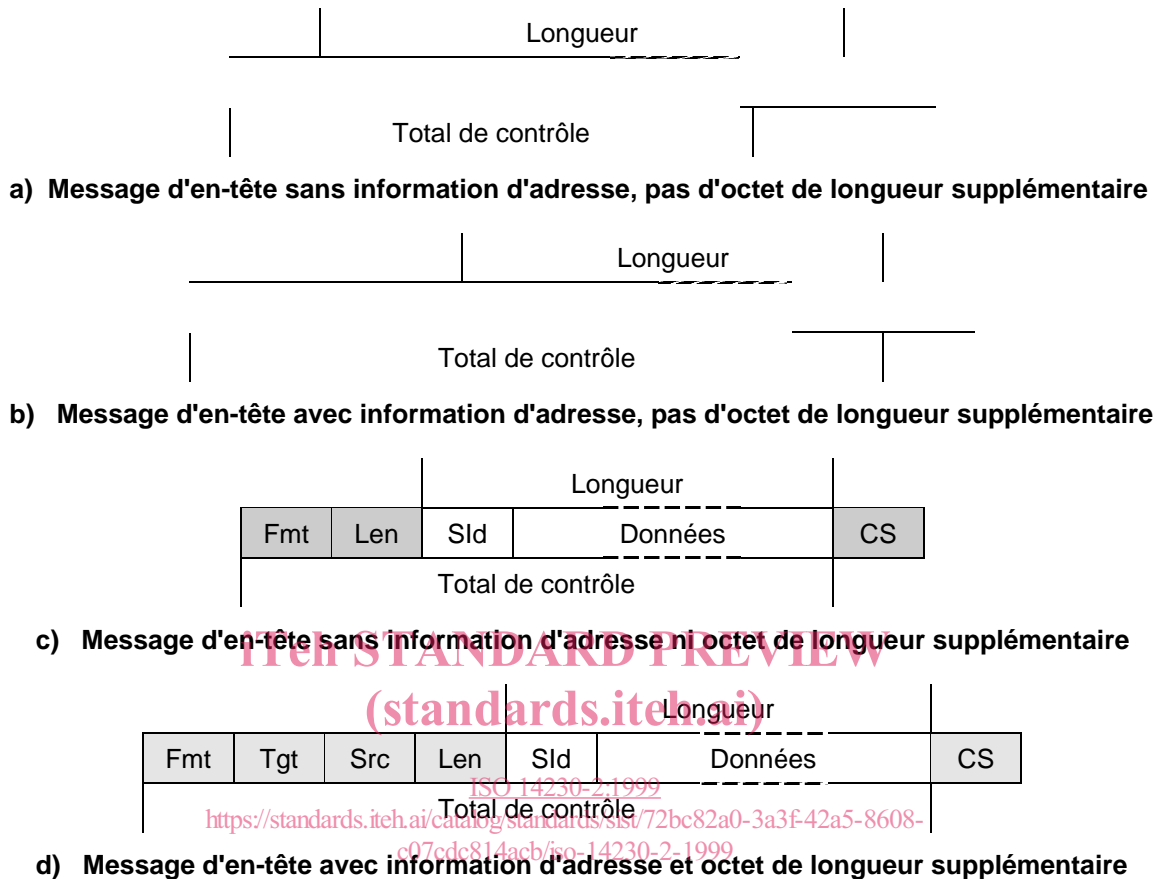 Longueur
Total de contrôle
a) Message d'en-tête sans information d'adresse, pas d'octet de longueur supplémentaire
Longueur
Total de contrôle
b) Message d'en-tête avec information d'adresse, pas d'octet de longueur supplémentaire
Longueur
Fmt Len SId Données CS
Total de contrôle
c) Message d'en-tête sans information d'adresse ni octet de longueur supplémentaire
iTeh STANDARD PREVIEW
(standards.iteh.ai)
Longueur
Fmt Tgt Src Len SId Données CS
ISO 14230-2:1999
Total de contrôle
https://standards.iteh.ai/catalog/standards/sist/72bc82a0-3a3f-42a5-8608-
c07cdc814acb/iso-14230-2-1999
d) Message d'en-tête avec information d'adresse et octet de longueur supplémentaire